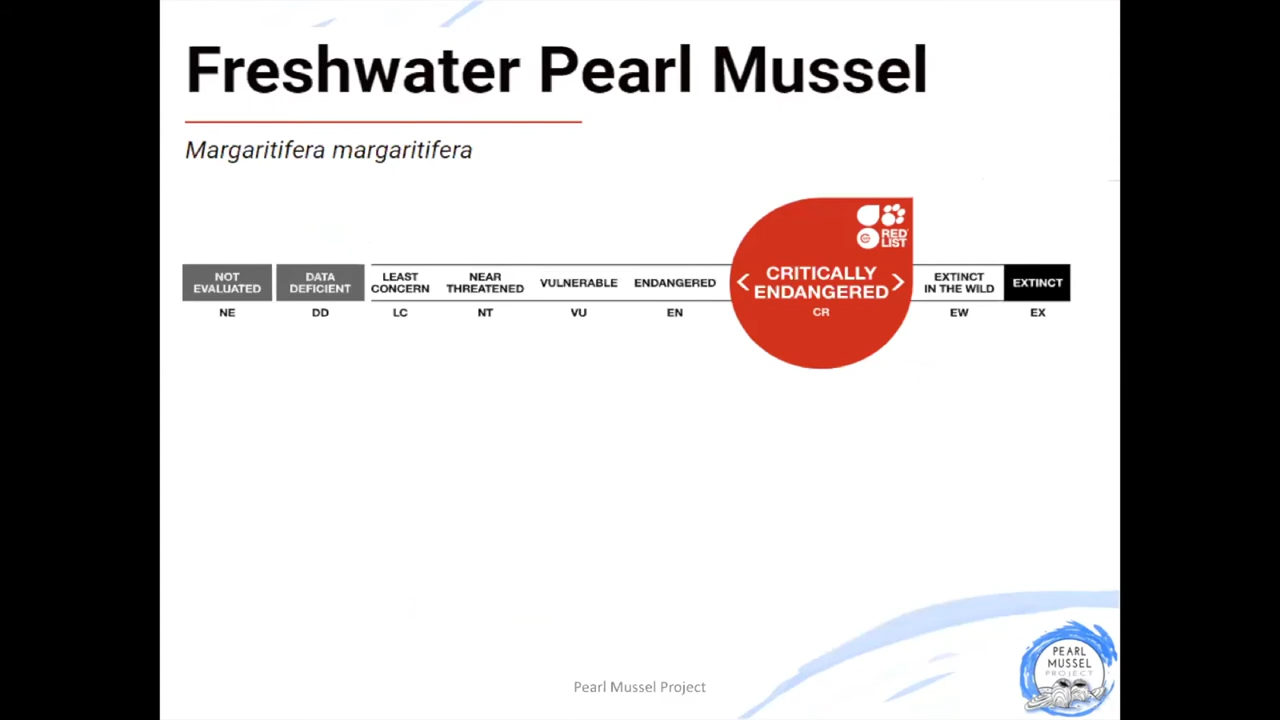 Freshwater Pearl Mussel
Margaritifera margaritifera
RED
LIST
NOT
EVALUATED
DATA
DEFICIENT
LEAST
CONCERN
NEAR
THREATENED
VULNERABLE
ENDANGERED
< CRITICALLY
ENDANGERED >
EXTINCT
IN THE WILD
EXTINCT
NE
DD
LC
NT
VU
EN
CR
EW
EX
PEARL
MUSSEL
PROJECT
Pearl Mussel Project